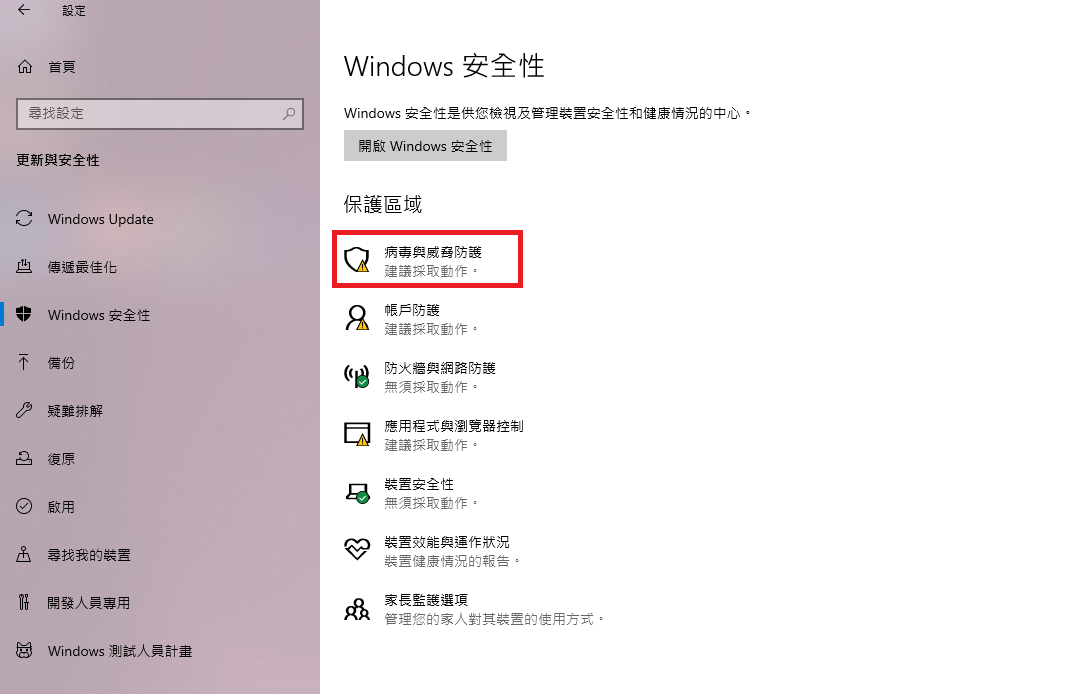 設定
首頁
尋找設定
更新與安全性
Windows Update
傳遞最佳化
Windows 安全性
備份
疑難排解
復原
啟用
尋找我的裝置
開發人員專用
Windows 測試人員計畫
Windows 安全性
Windows 安全性是供您檢視及管理裝置安全性和健康情況的中心。
開啟 Windows 安全性
保護區域
病毒與威脅防護
建議採取動作。
帳戶防護
建議採取動作。
防火牆與網路防護
無須採取動作。
應用程式與瀏覽器控制
建議採取動作。
裝置安全性
無須採取動作。
裝置效能與運作狀況
裝置健康情況的報告。
家長監護選項
管理您的家人對其裝置的使用方式。